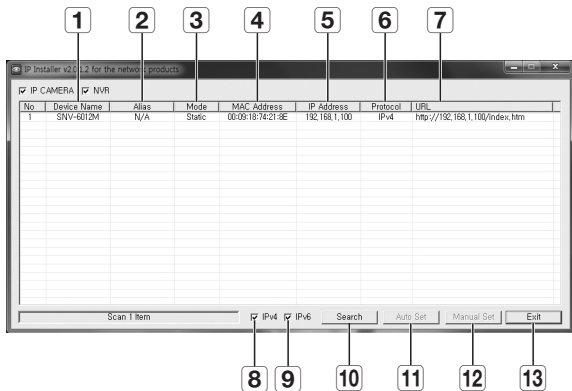 1 2 3 4 5 6 7
IP Installer v2.0.1.2 for the network products
IP CAMERA NVR
No Device Name Alias Mode MAC Address IP Address Protocol URL
1 SNV-6012M N/A Static 00:09:18:74:21:8E 192,168,1,100 IPv4 http://192,168,1,100/index,htm
Scan 1 Item IPv4 IPv6 Search Auto Set Manual Set Exit
8 9 10 11 12 13